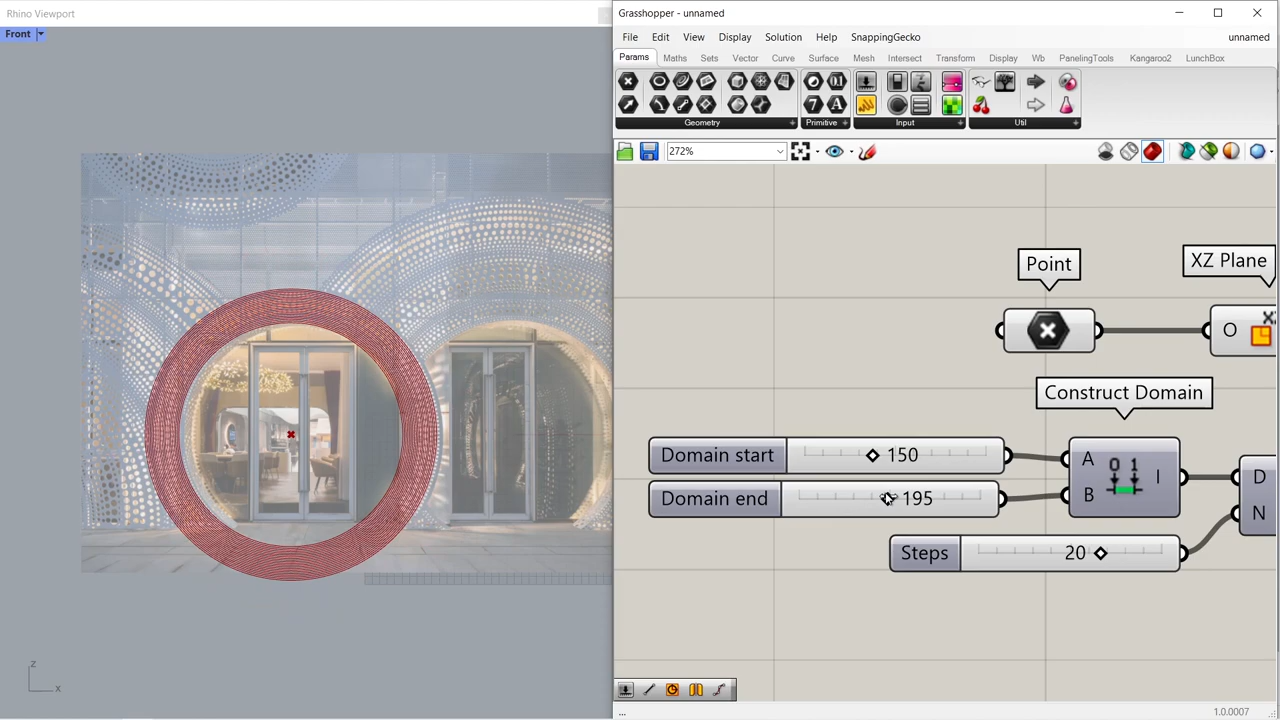 Rhino Viewport
Front
z
x
Grasshopper - unnamed
File Edit View Display Solution Help SnappingGecko unnamed
Params Maths Sets Vector Curve Surface Mesh Intersect Transform Display Wb PanelingTools Kangaroo2 LunchBox
Geometry Primitive Input Util
272%
Point
XZ Plane
O
Construct Domain
Domain start 150
Domain end 195
Steps 20
A
B
0 1
I
D
N
...
1.0.0007